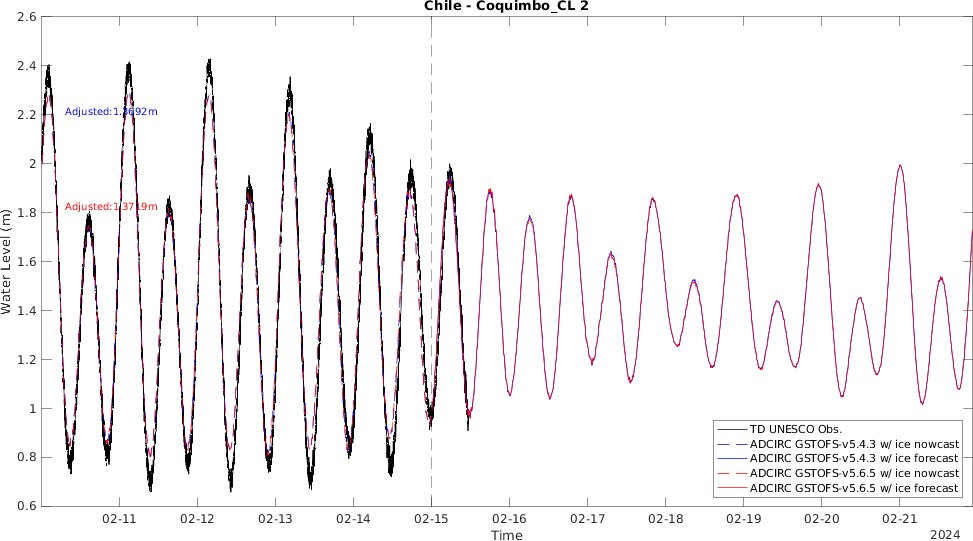 Chile - Coquimbo_CL 2
2.6
2.4
2.2
2
1.8
1.6
1.4
1.2
1
0.8
0.6
Water Level (m)
Adjusted:1.3692m
Adjusted:1.3719m
TD UNESCO Obs.
ADCIRC GSTOFS-v5.4.3 w/ ice nowcast
ADCIRC GSTOFS-v5.4.3 w/ ice forecast
ADCIRC GSTOFS-v5.6.5 w/ ice nowcast
ADCIRC GSTOFS-v5.6.5 w/ ice forecast
02-11 02-12 02-13 02-14 02-15 02-16 02-17 02-18 02-19 02-20 02-21
Time
2024